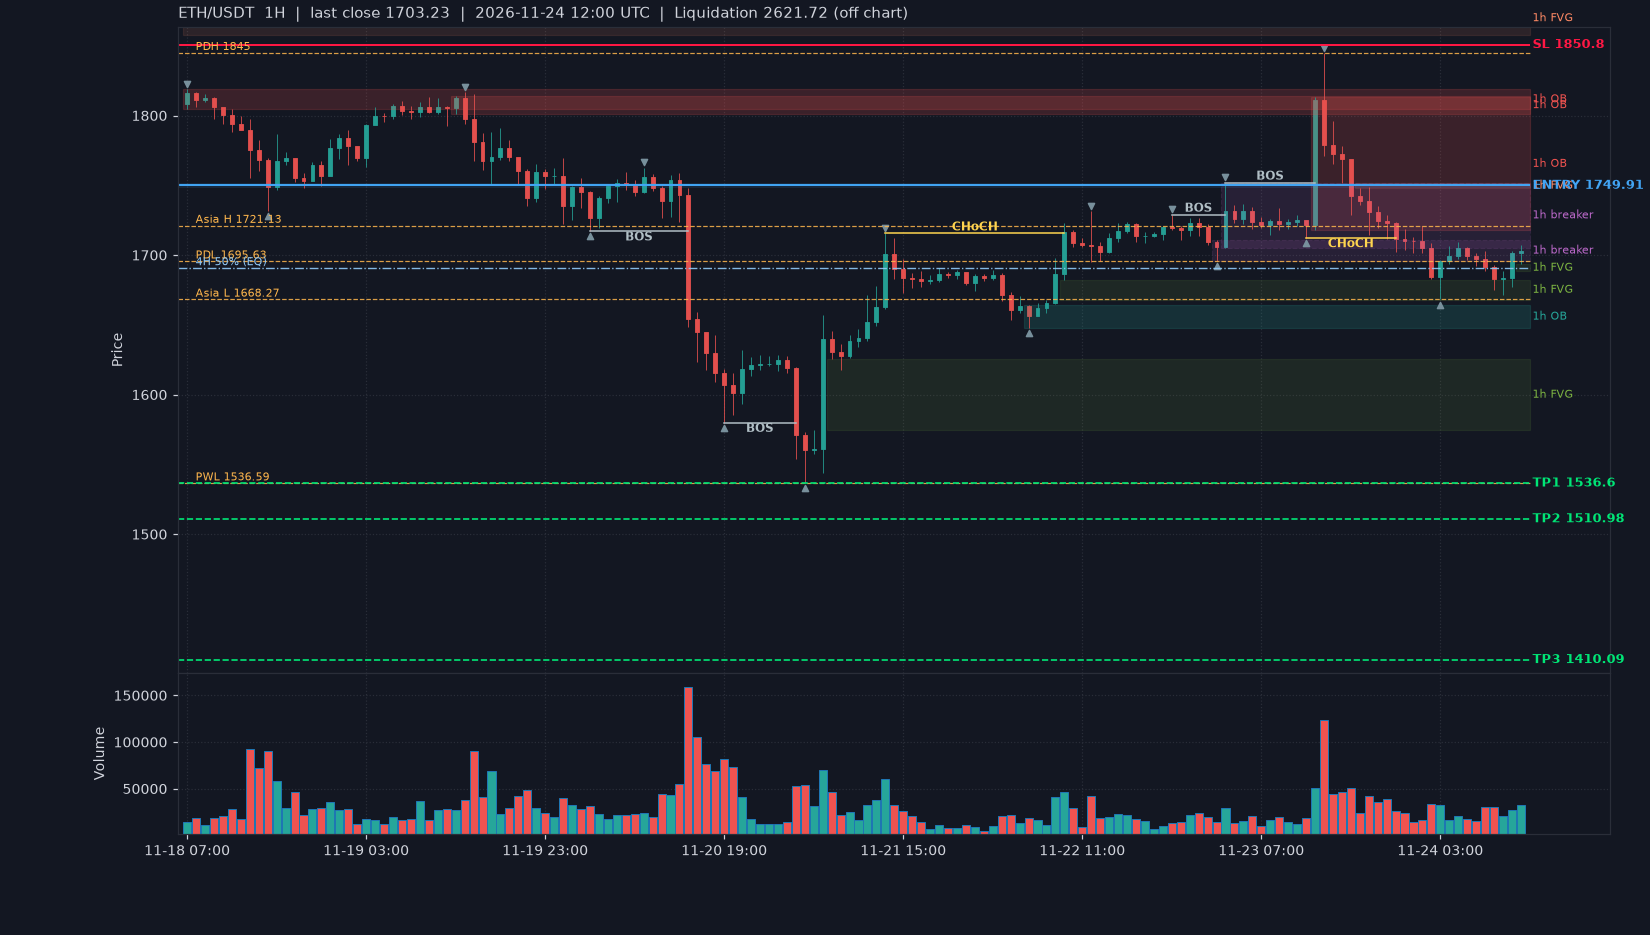 ETH/USDT 1H | last close 1703.23 | 2026-11-24 12:00 UTC | Liquidation 2621.72 (off chart)
1h FVG
SL 1850.8
PDH 1845
1h OB
1h OB
1800
1h OB
BOS
ENTRY 1749.91
BOS
1h breaker
Asia H 1721.13
CHoCH
BOS
CHoCH
1h breaker
PDL 1695.63
1700
4H 50% (EQ)
1h FVG
Asia L 1668.27
1h FVG
1h OB
Price
1600
1h FVG
BOS
PWL 1536.59
TP1 1536.6
TP2 1510.98
1500
TP3 1410.09
150000
100000
Volume
50000
11-18 07:00
11-19 03:00
11-19 23:00
11-20 19:00
11-21 15:00
11-22 11:00
11-23 07:00
11-24 03:00